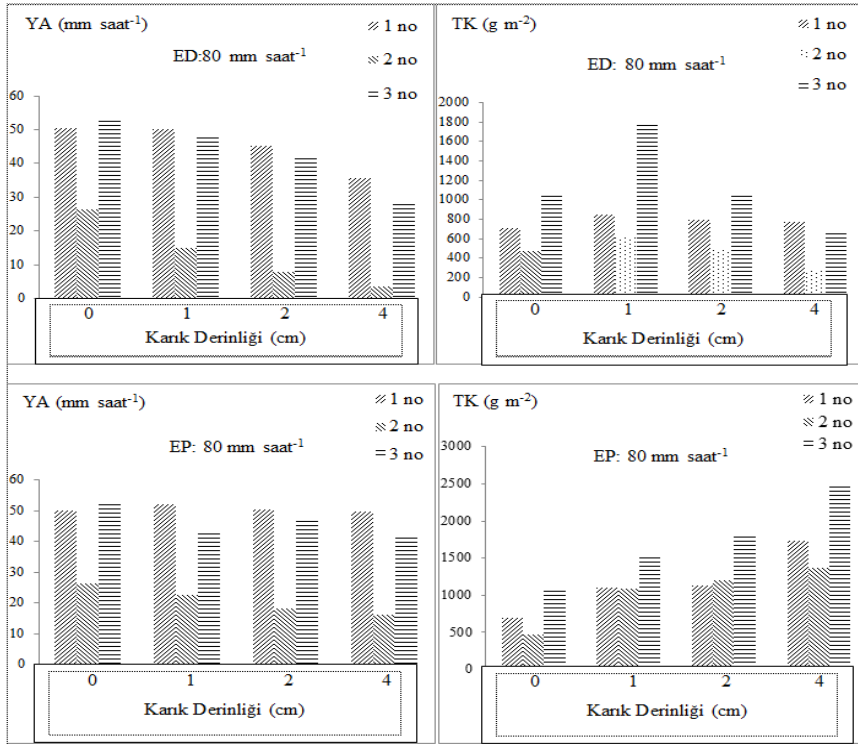 YA (mm saat⁻¹)
1 no
2 no
3 no
ED:80 mm saat⁻¹
60
50
40
30
20
10
0
0 1 2 4
Karık Derinliği (cm)
TK (g m⁻²)
1 no
2 no
3 no
ED: 80 mm saat⁻¹
2000
1800
1600
1400
1200
1000
800
600
400
200
0
0 1 2 4
Karık Derinliği (cm)
YA (mm saat⁻¹)
1 no
2 no
3 no
EP: 80 mm saat⁻¹
60
50
40
30
20
10
0
0 1 2 4
Karık Derinliği (cm)
TK (g m⁻²)
1 no
2 no
3 no
EP: 80 mm saat⁻¹
3000
2500
2000
1500
1000
500
0
0 1 2 4
Karık Derinliği (cm)